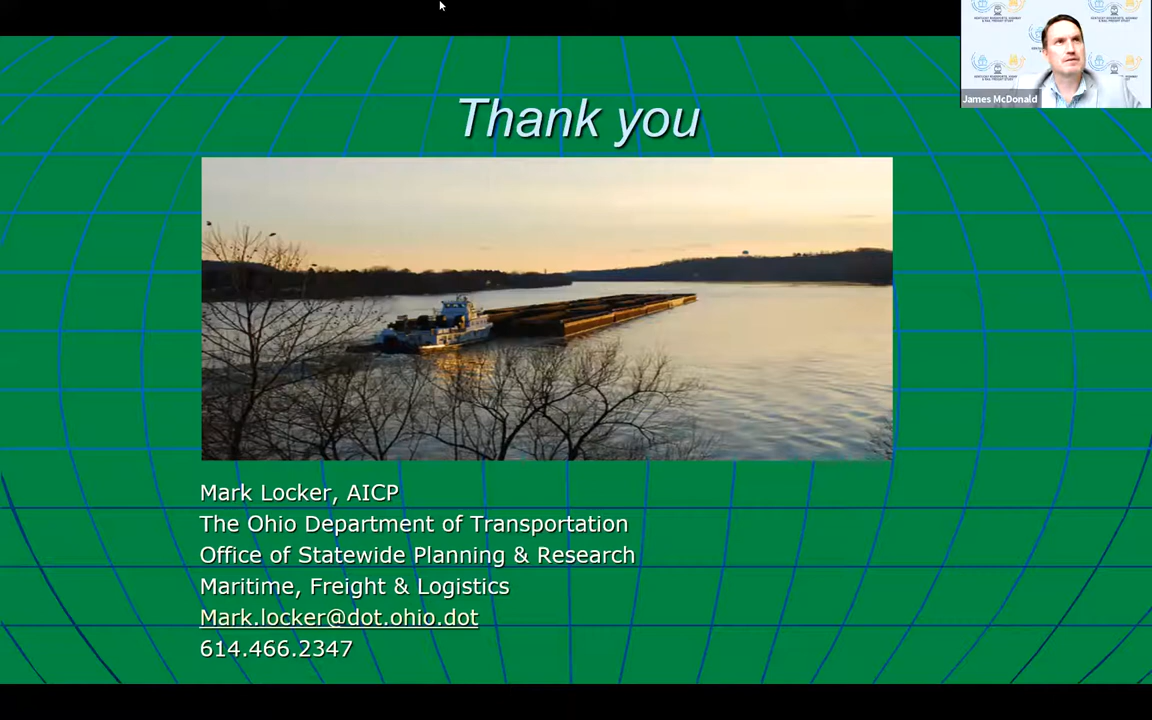 James McDonald
Thank you
Mark Locker, AICP
The Ohio Department of Transportation
Office of Statewide Planning & Research
Maritime, Freight & Logistics
Mark.locker@dot.ohio.dot
614.466.2347